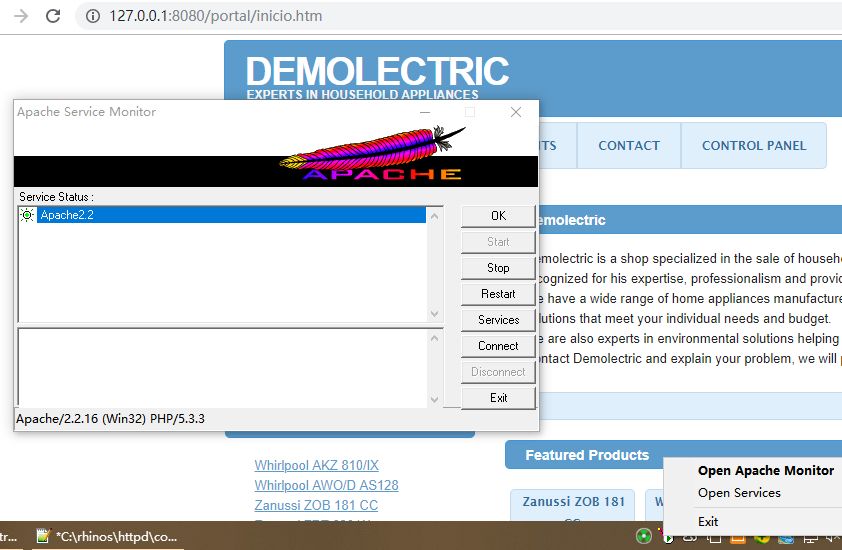 127.0.0.1:8080/portal/inicio.htm
DEMOLECTRIC
EXPERTS IN HOUSEHOLD APPLIANCES
Apache Service Monitor
APACHE
CONTACT
CONTROL PANEL
Service Status :
Apache2.2
OK
Start
Stop
Restart
Services
Connect
Disconnect
Exit
Apache/2.2.16 (Win32) PHP/5.3.3
emolectric
emolectric is a shop specialized in the sale of househ
cognized for his expertise, professionalism and provid
e have a wide range of home appliances manufacture
lutions that meet your individual needs and budget.
e are also experts in environmental solutions helping
ontact Demolectric and explain your problem, we will
Whirlpool AKZ 810/IX
Whirlpool AWO/D AS128
Zanussi ZOB 181 CC
Featured Products
Zanussi ZOB 181
Open Apache Monitor
Open Services
Exit
tr...
*C:\rhinos\httpd\co...